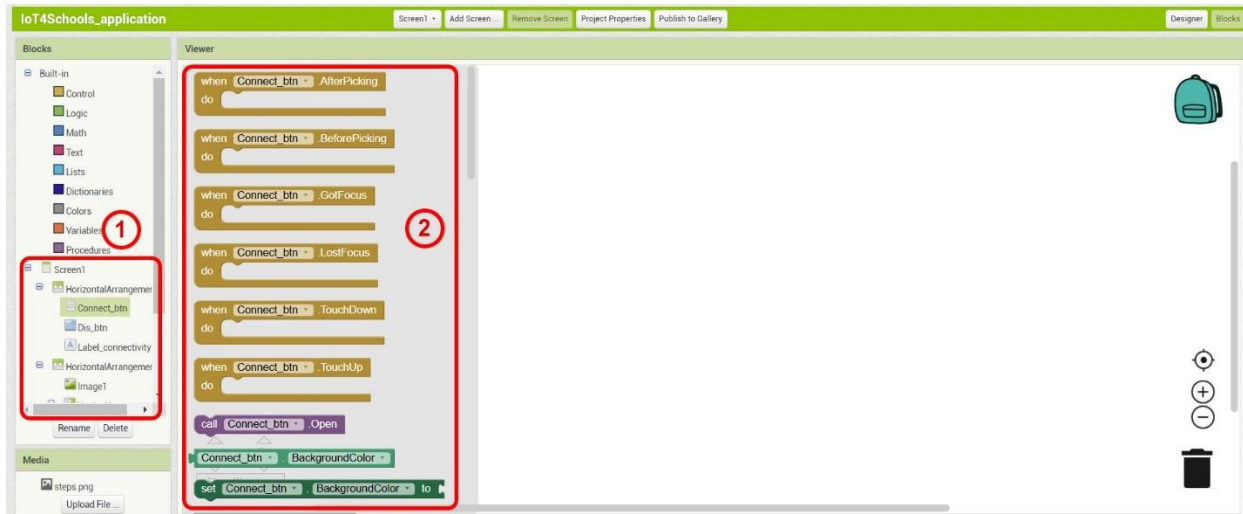 IoT4Schools_application
Screen1
Add Screen ...
Remove Screen
Project Properties
Publish to Gallery
Designer
Blocks
Blocks
Viewer
Built-in
Control
Logic
Math
Text
Lists
Dictionaries
Colors
Variables
Procedures
1
Screen1
HorizontalArrangemer
Connect_btn
Dis_btn
Label_connectivity
HorizontalArrangemer
Image1
Rename
Delete
Media
steps.png
Upload File ...
when Connect_btn .AfterPicking
do
when Connect_btn .BeforePicking
do
when Connect_btn .GotFocus
do
2
when Connect_btn .LostFocus
do
when Connect_btn .TouchDown
do
when Connect_btn .TouchUp
do
call Connect_btn .Open
Connect_btn . BackgroundColor
set Connect_btn . BackgroundColor to